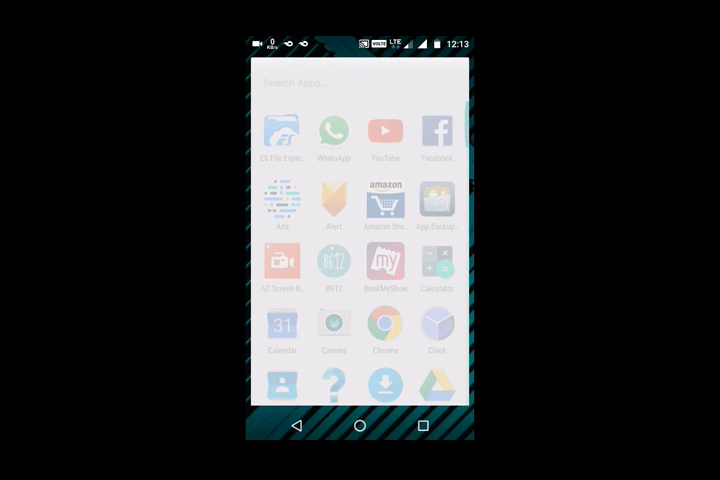 0
KB/s
VOLTE
LTE
12:13
Search Apps...
ES File Explo..
WhatsApp
YouTube
Facebook
amazon
Ada
Alert
Amazon Sho..
App Backup..
B612
my
AZ Screen R..
B612
BookMyShow
Calculator
31
Calendar
Camera
Chrome
Clock